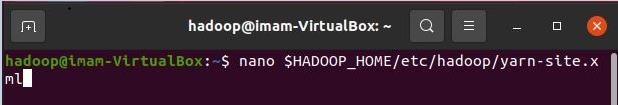 hadoop@imam-VirtualBox: ~
hadoop@imam-VirtualBox:~$ nano $HADOOP_HOME/etc/hadoop/yarn-site.x
ml